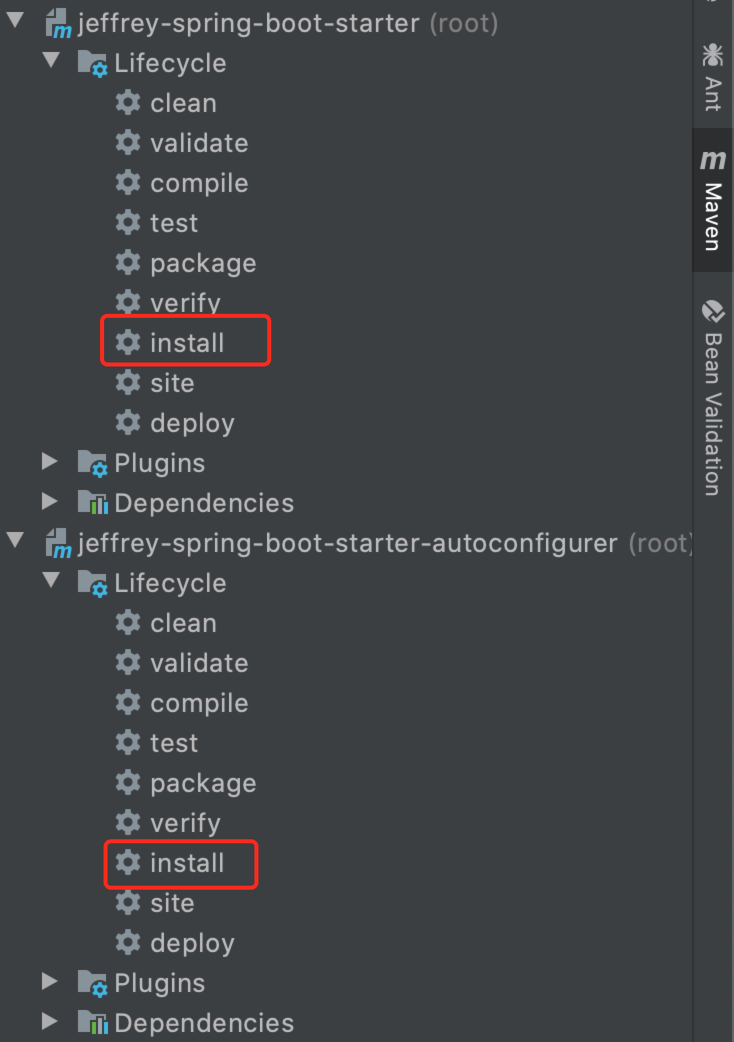 jeffrey-spring-boot-starter (root)
Lifecycle
clean
validate
compile
test
package
verify
install
site
deploy
Plugins
Dependencies
jeffrey-spring-boot-starter-autoconfigurer (root)
Lifecycle
clean
validate
compile
test
package
verify
install
site
deploy
Plugins
Dependencies
Ant
m Maven
Bean Validation